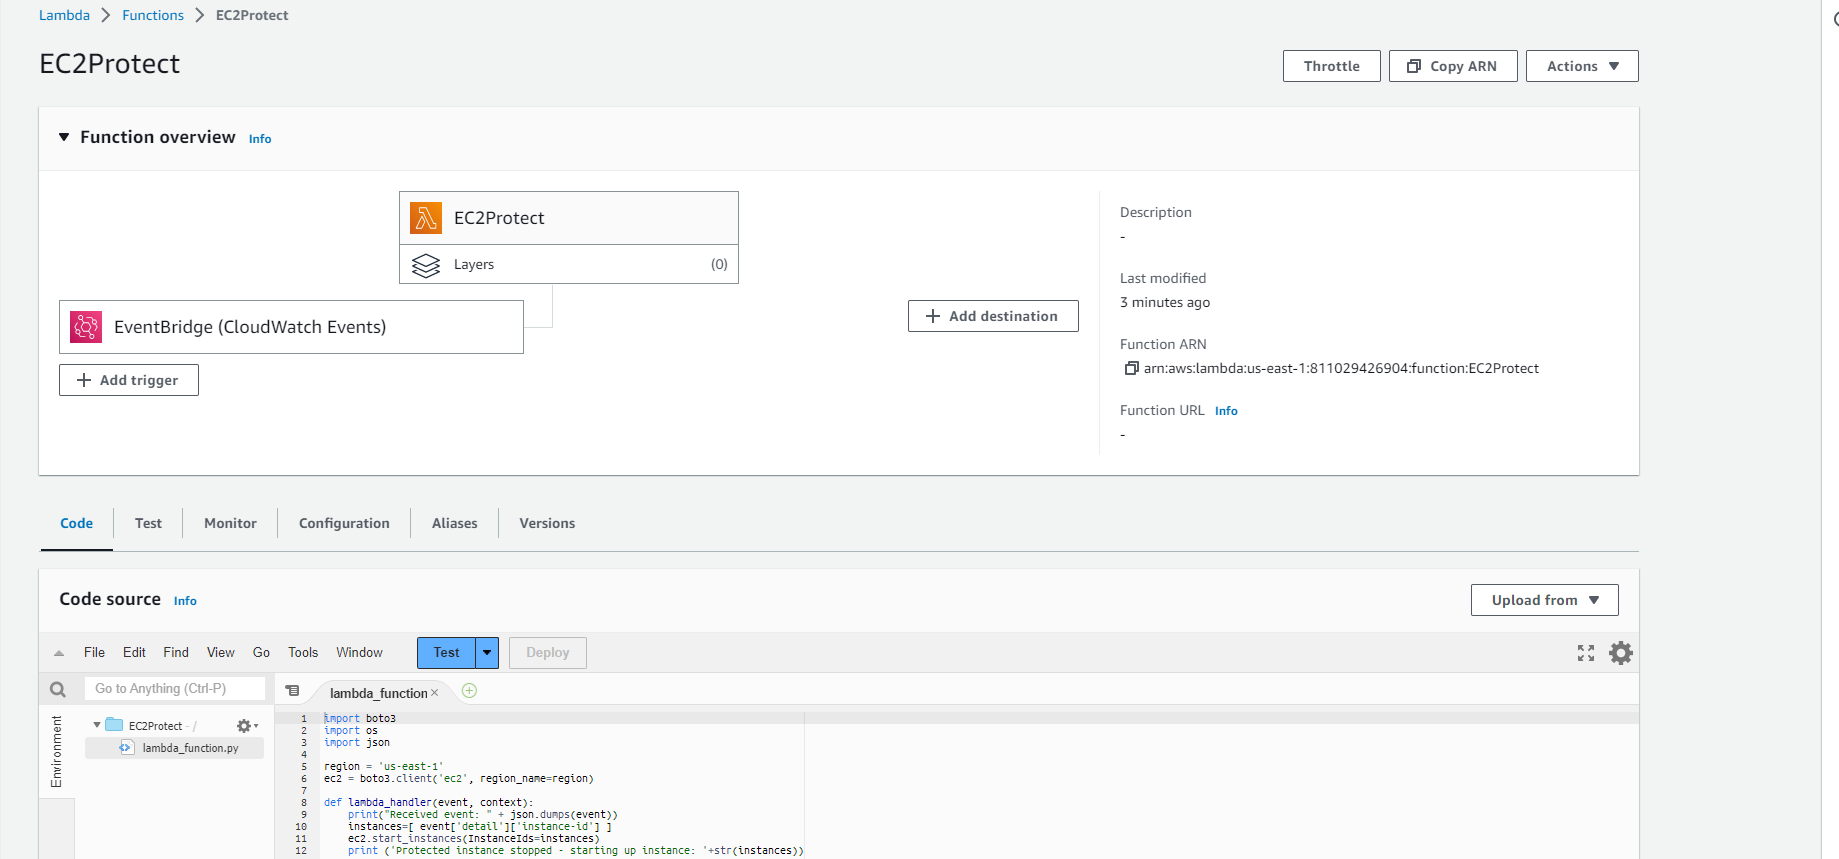 Lambda > Functions > EC2Protect
EC2Protect
Throttle
Copy ARN
Actions
Function overview Info
EC2Protect
Layers (0)
EventBridge (CloudWatch Events)
Add trigger
Add destination
Description
-
Last modified
3 minutes ago
Function ARN
arn:aws:lambda:us-east-1:811029426904:function:EC2Protect
Function URL Info
-
Code
Test
Monitor
Configuration
Aliases
Versions
Code source Info
Upload from
File Edit Find View Go Tools Window Test Deploy
Go to Anything (Ctrl-P)
lambda_function
Environment
EC2Protect - /
lambda_function.py
1 import boto3
2 import os
3 import json
4
5 region = 'us-east-1'
6 ec2 = boto3.client('ec2', region_name=region)
7
8 def lambda_handler(event, context):
9 print("Received event: " + json.dumps(event))
10 instances=[ event['detail']['instance-id'] ]
11 ec2.start_instances(InstanceIds=instances)
12 print ('Protected instance stopped - starting up instance: '+str(instances))